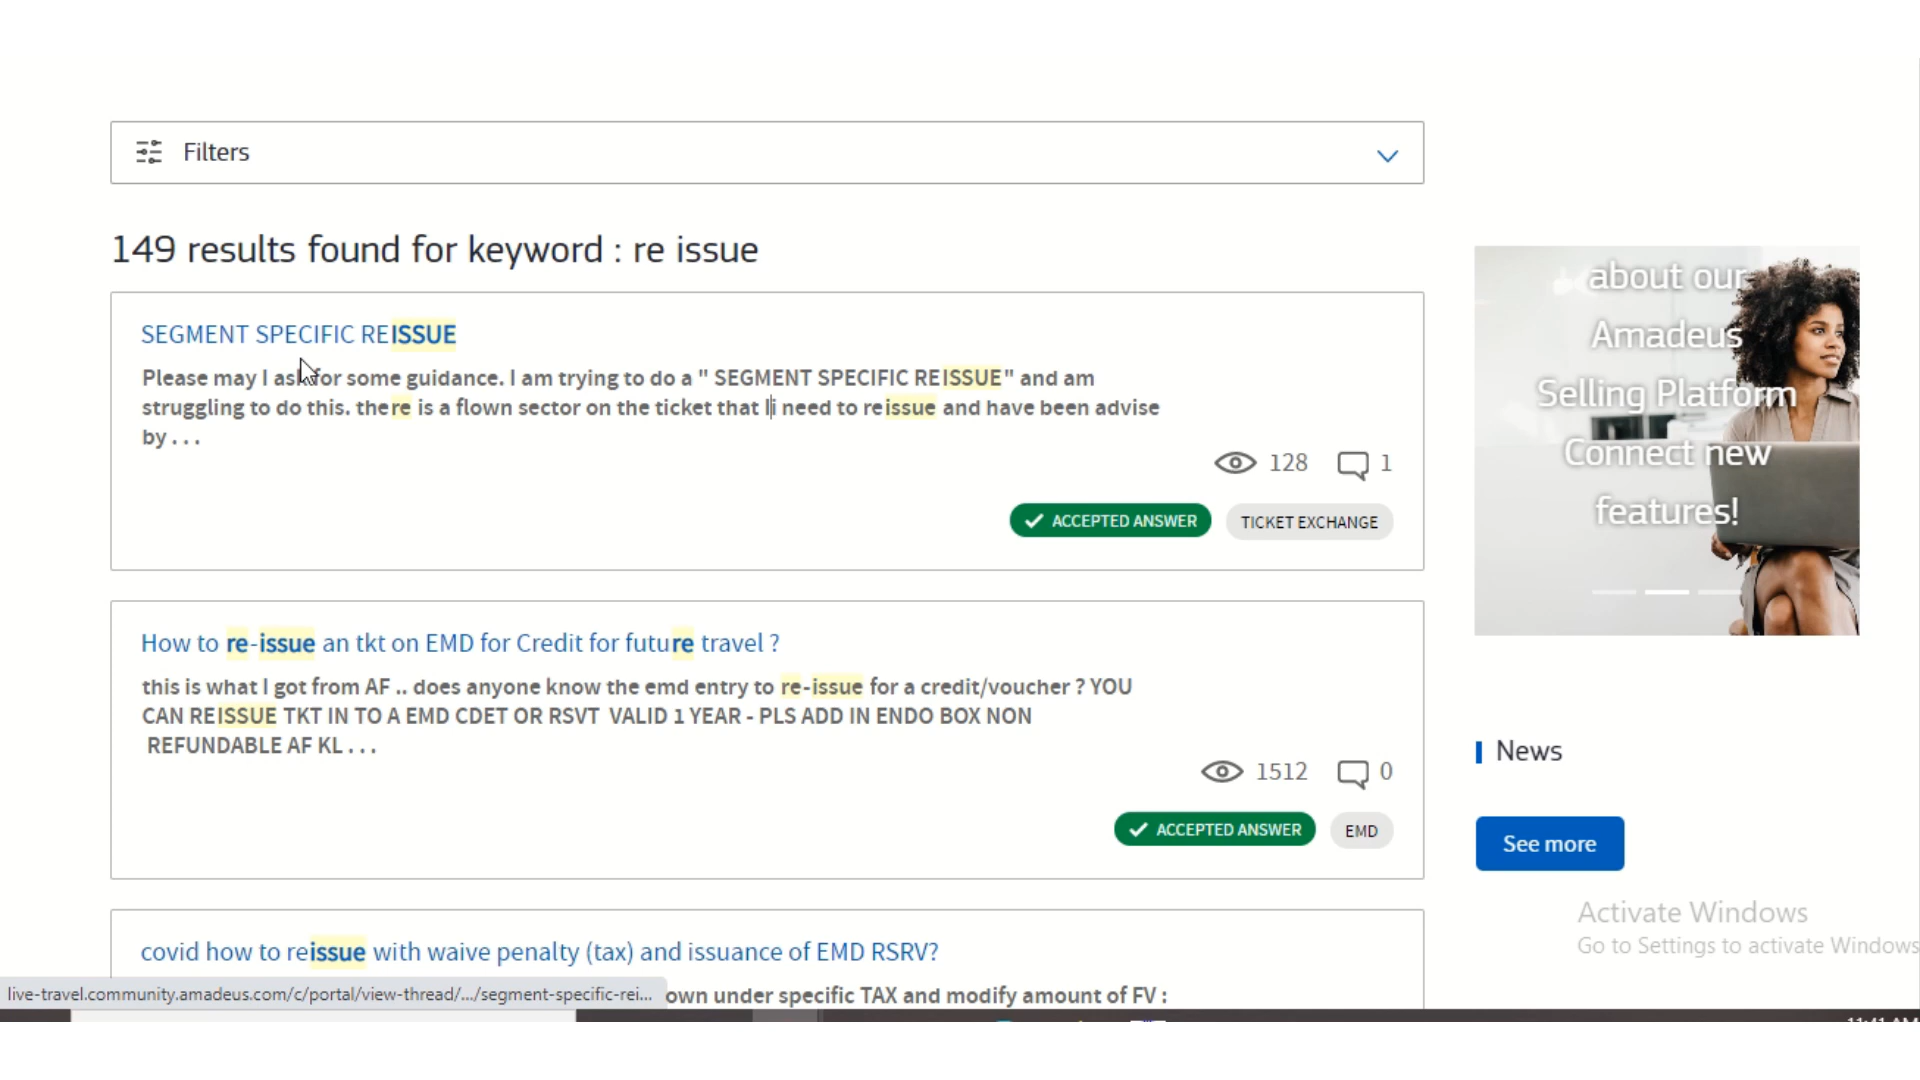 Filters
149 results found for keyword : re issue
SEGMENT SPECIFIC REISSUE
Please may I ask for some guidance. I am trying to do a " SEGMENT SPECIFIC REISSUE" and am
struggling to do this. there is a flown sector on the ticket that Ii need to reissue and have been advise
by . . .
128 1
ACCEPTED ANSWER TICKET EXCHANGE
How to re-issue an tkt on EMD for Credit for future travel ?
this is what I got from AF .. does anyone know the emd entry to re-issue for a credit/voucher ? YOU
CAN REISSUE TKT IN TO A EMD CDET OR RSVT VALID 1 YEAR - PLS ADD IN ENDO BOX NON
REFUNDABLE AF KL . . .
1512 0
ACCEPTED ANSWER EMD
covid how to reissue with waive penalty (tax) and issuance of EMD RSRV?
own under specific TAX and modify amount of FV :
live-travel.community.amadeus.com/c/portal/view-thread/.../segment-specific-rei...
about our
Amadeus
Selling Platform
Connect new
features!
News
See more
Activate Windows
Go to Settings to activate Windows